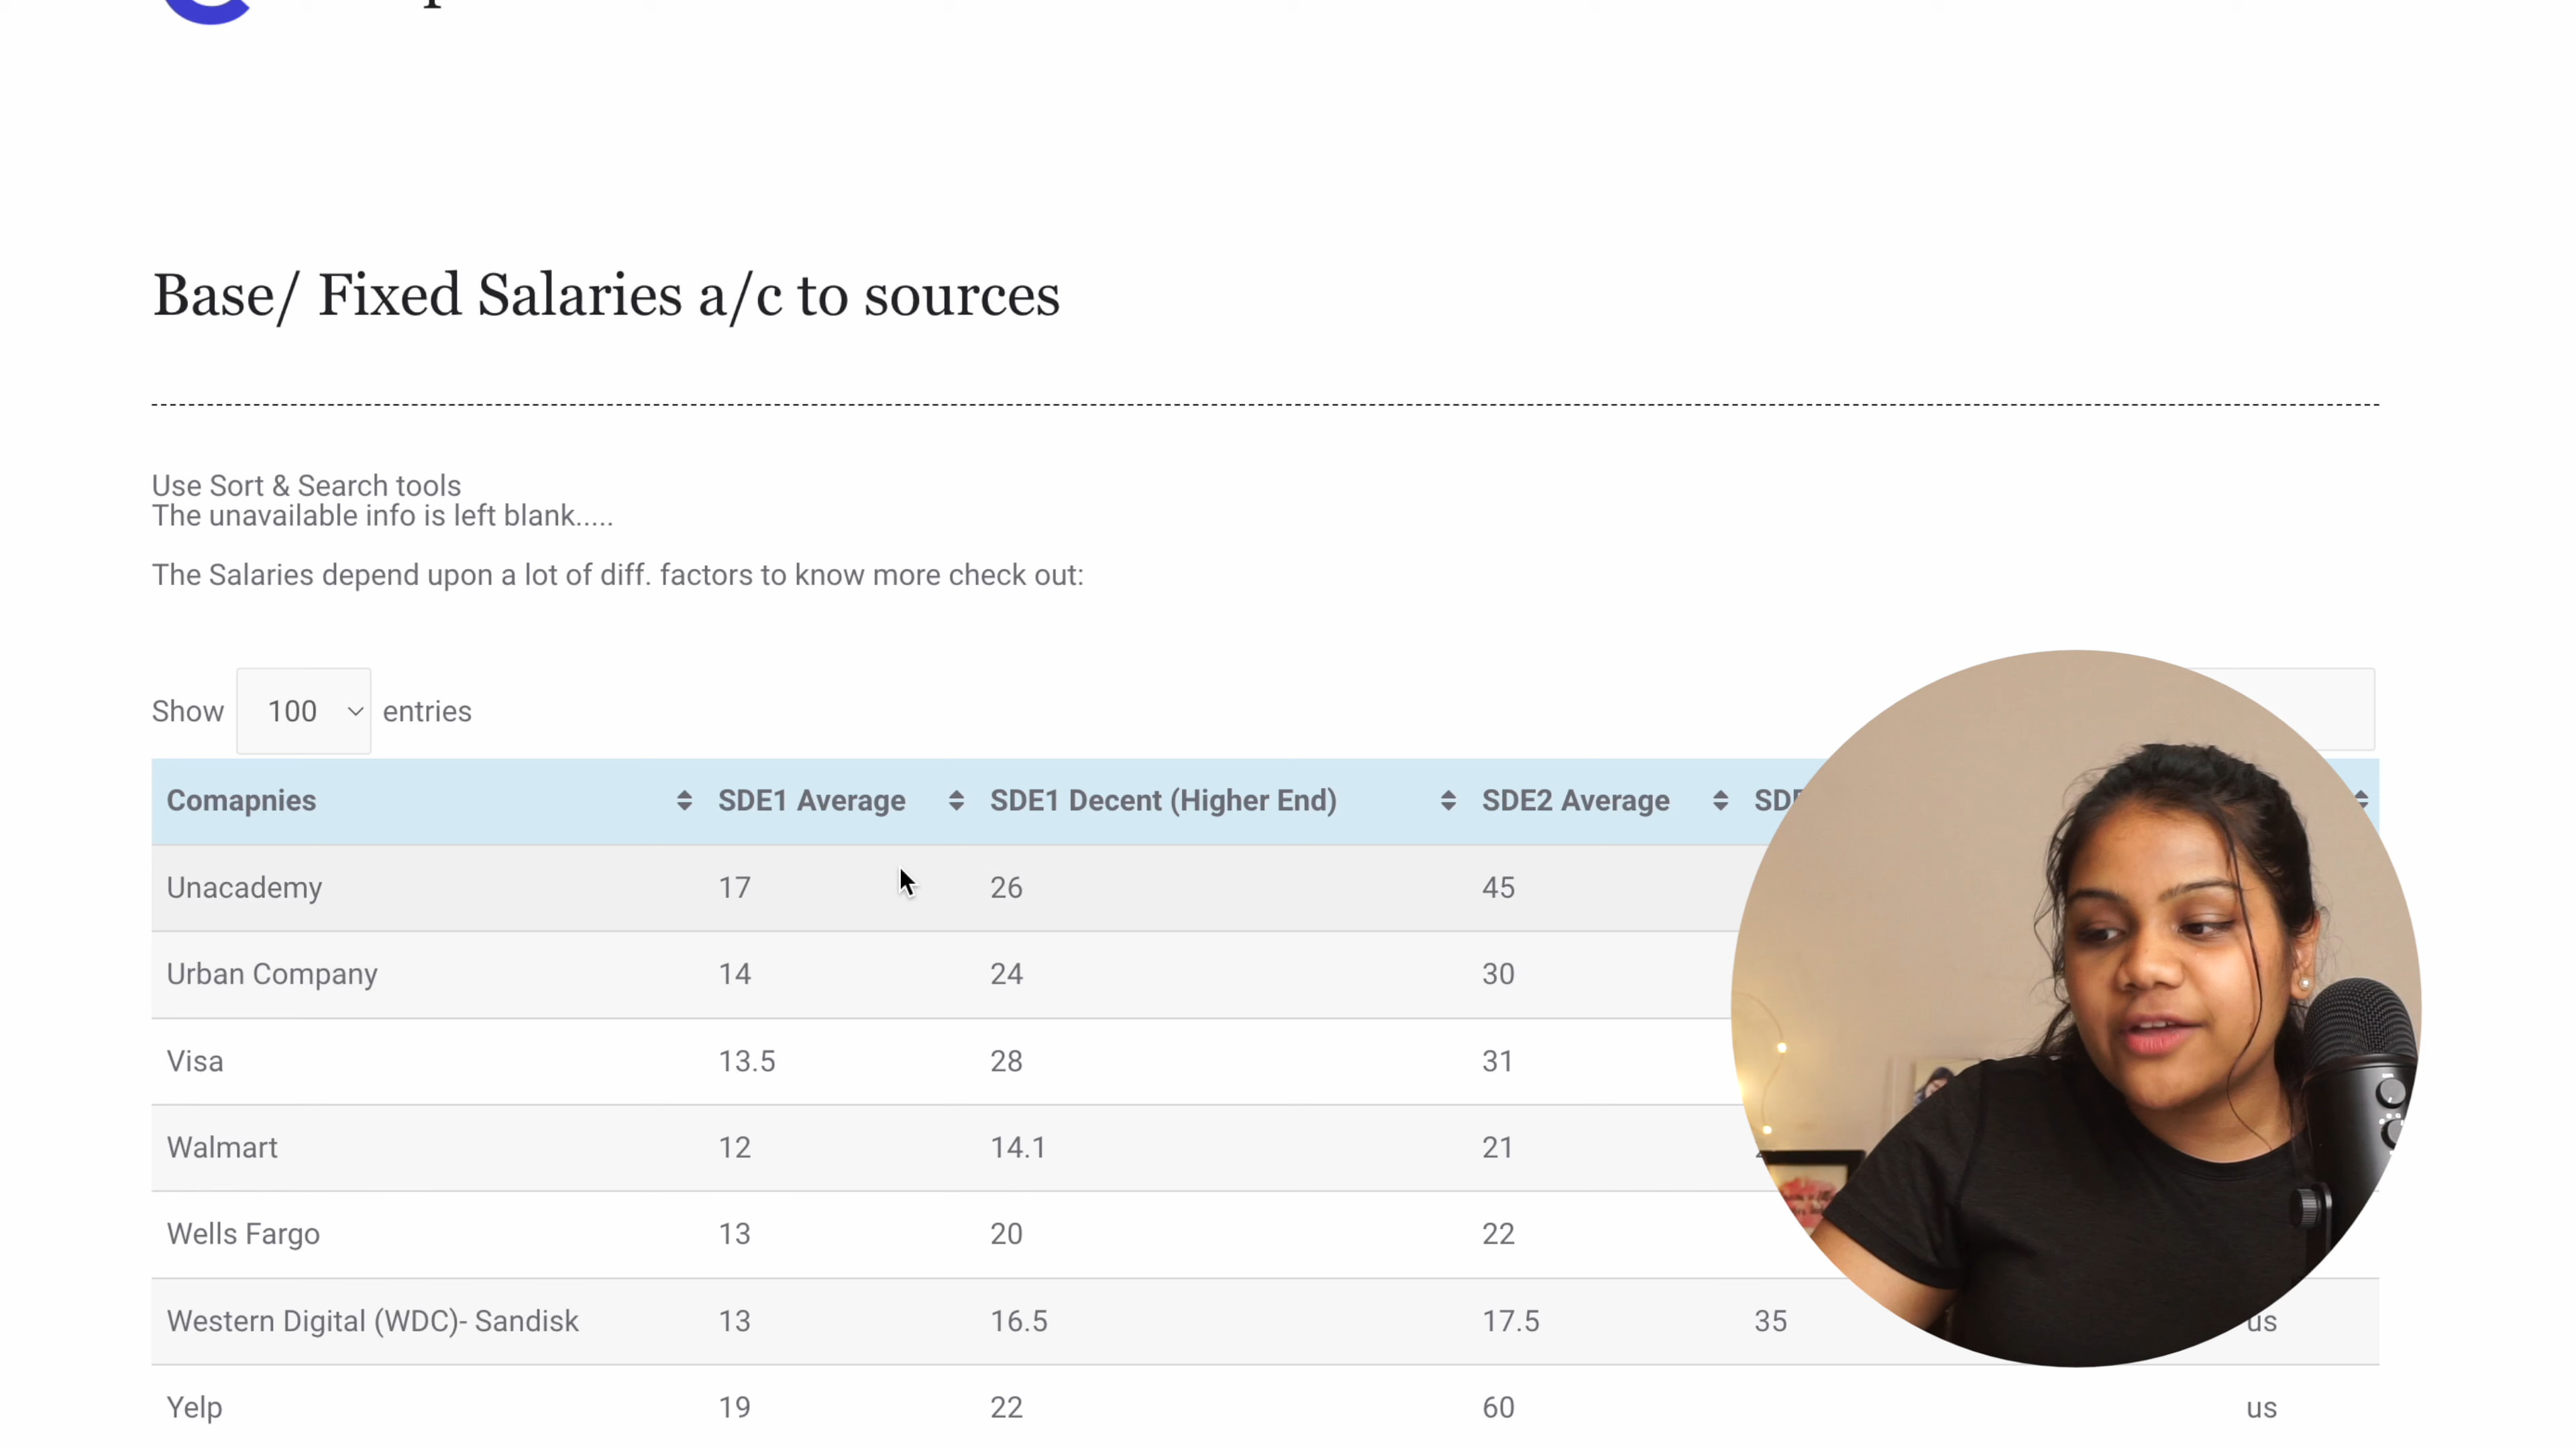 Base/ Fixed Salaries a/c to sources
Use Sort & Search tools
The unavailable info is left blank.....
The Salaries depend upon a lot of diff. factors to know more check out:
Show 100 entries
Comapnies SDE1 Average SDE1 Decent (Higher End) SDE2 Average
Unacademy 17 26 45
Urban Company 14 24 30
Visa 13.5 28 31
Walmart 12 14.1 21
Wells Fargo 13 20 22
Western Digital (WDC)- Sandisk 13 16.5 17.5 35 us
Yelp 19 22 60 us